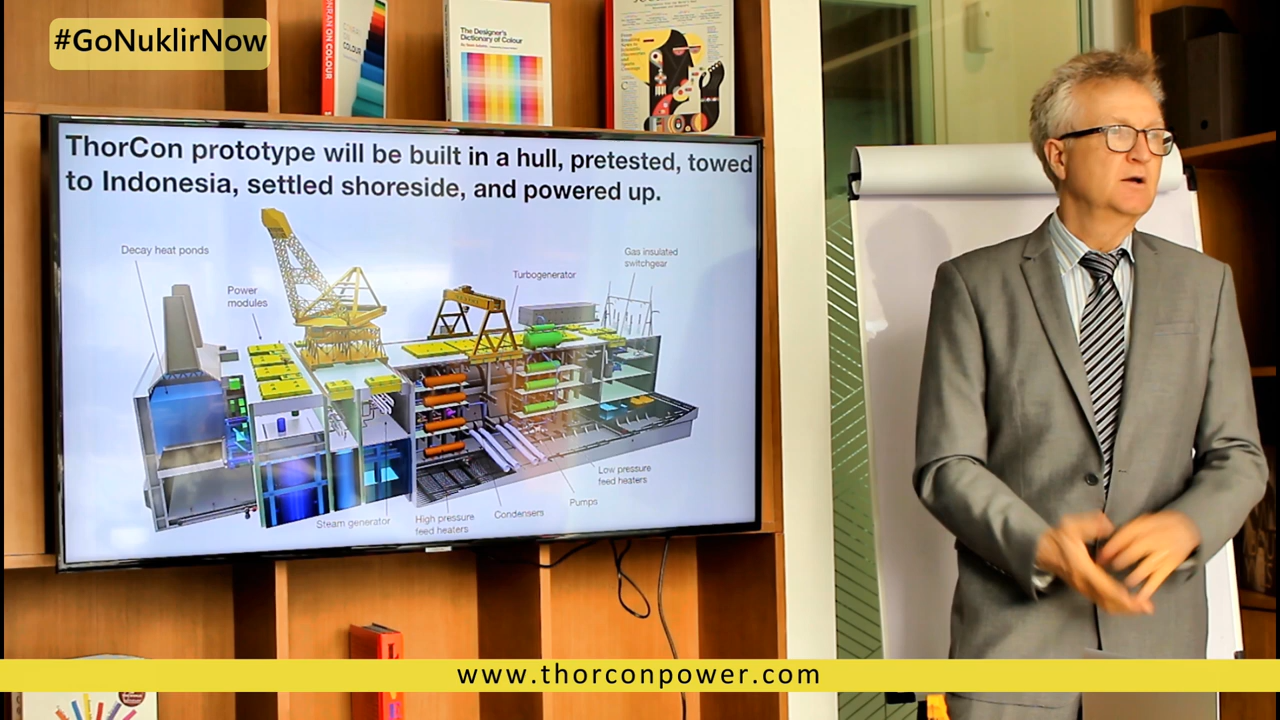 #GoNuklirNow
The Designer's
Dictionary of Colour
ThorCon prototype will be built in a hull, pretested, towed
to Indonesia, settled shoreside, and powered up.
Decay heat ponds
Power
modules
Turbogenerator
Gas insulated
switchgear
Steam generator
High pressure
feed heaters
Condensers
Pumps
Low pressure
feed heaters
www.thorconpower.com